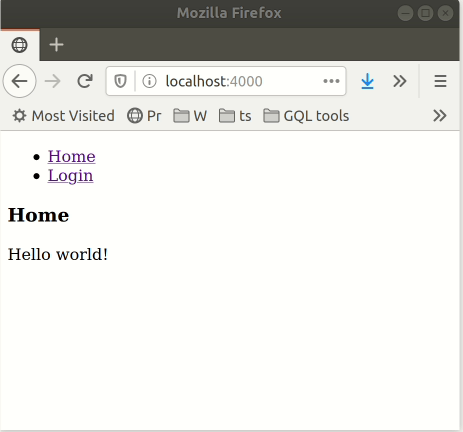 Mozilla Firefox
localhost:4000
Most Visited Pr W ts GQL tools
Home
Login
Home
Hello world!